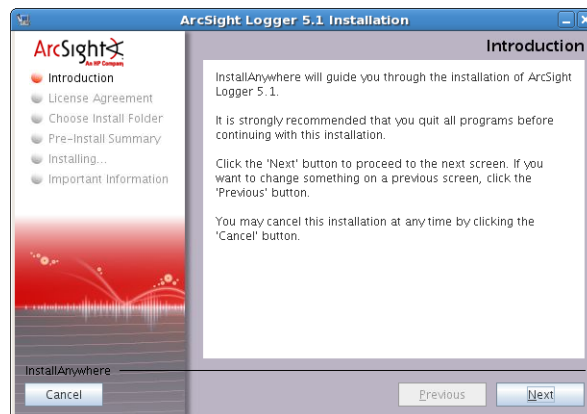 ArcSight Logger 5.1 Installation
ArcSight
An HP Company
Introduction
License Agreement
Choose Install Folder
Pre-Install Summary
Installing...
Important Information
Introduction
InstallAnywhere will guide you through the installation of ArcSight
Logger 5.1.
It is strongly recommended that you quit all programs before
continuing with this installation.
Click the 'Next' button to proceed to the next screen. If you
want to change something on a previous screen, click the
'Previous' button.
You may cancel this installation at any time by clicking the
'Cancel' button.
InstallAnywhere
Cancel
Previous
Next